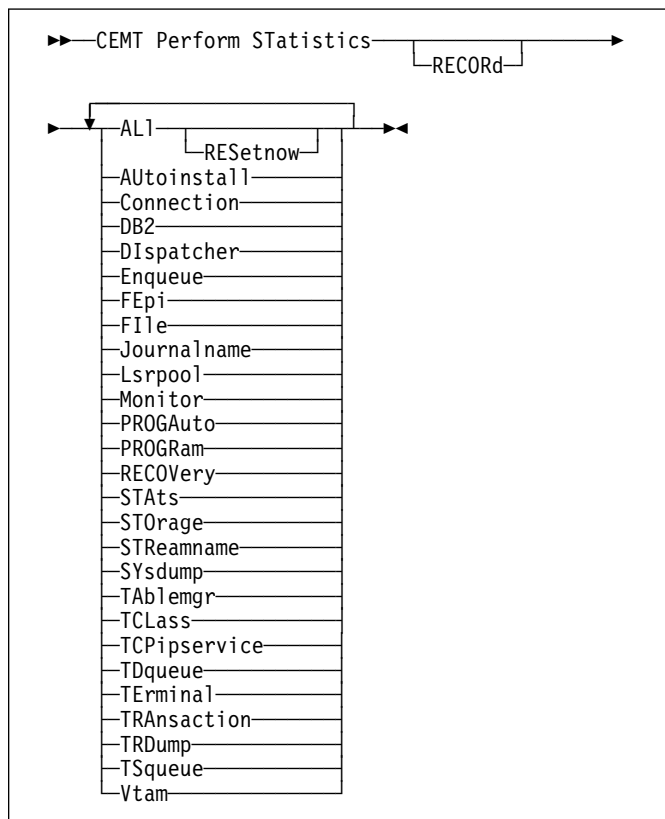 CEMT Perform STatistics
RECORd
ALl
RESetnow
AUtoinstall
Connection
DB2
DIspatcher
Enqueue
FEpi
FIle
Journalname
Lsrpool
Monitor
PROGAuto
PROGRam
RECOVery
STAts
STOrage
STReamname
SYsdump
TAblemgr
TCLass
TCPipservice
TDqueue
TErminal
TRAnsaction
TRDump
TSqueue
Vtam